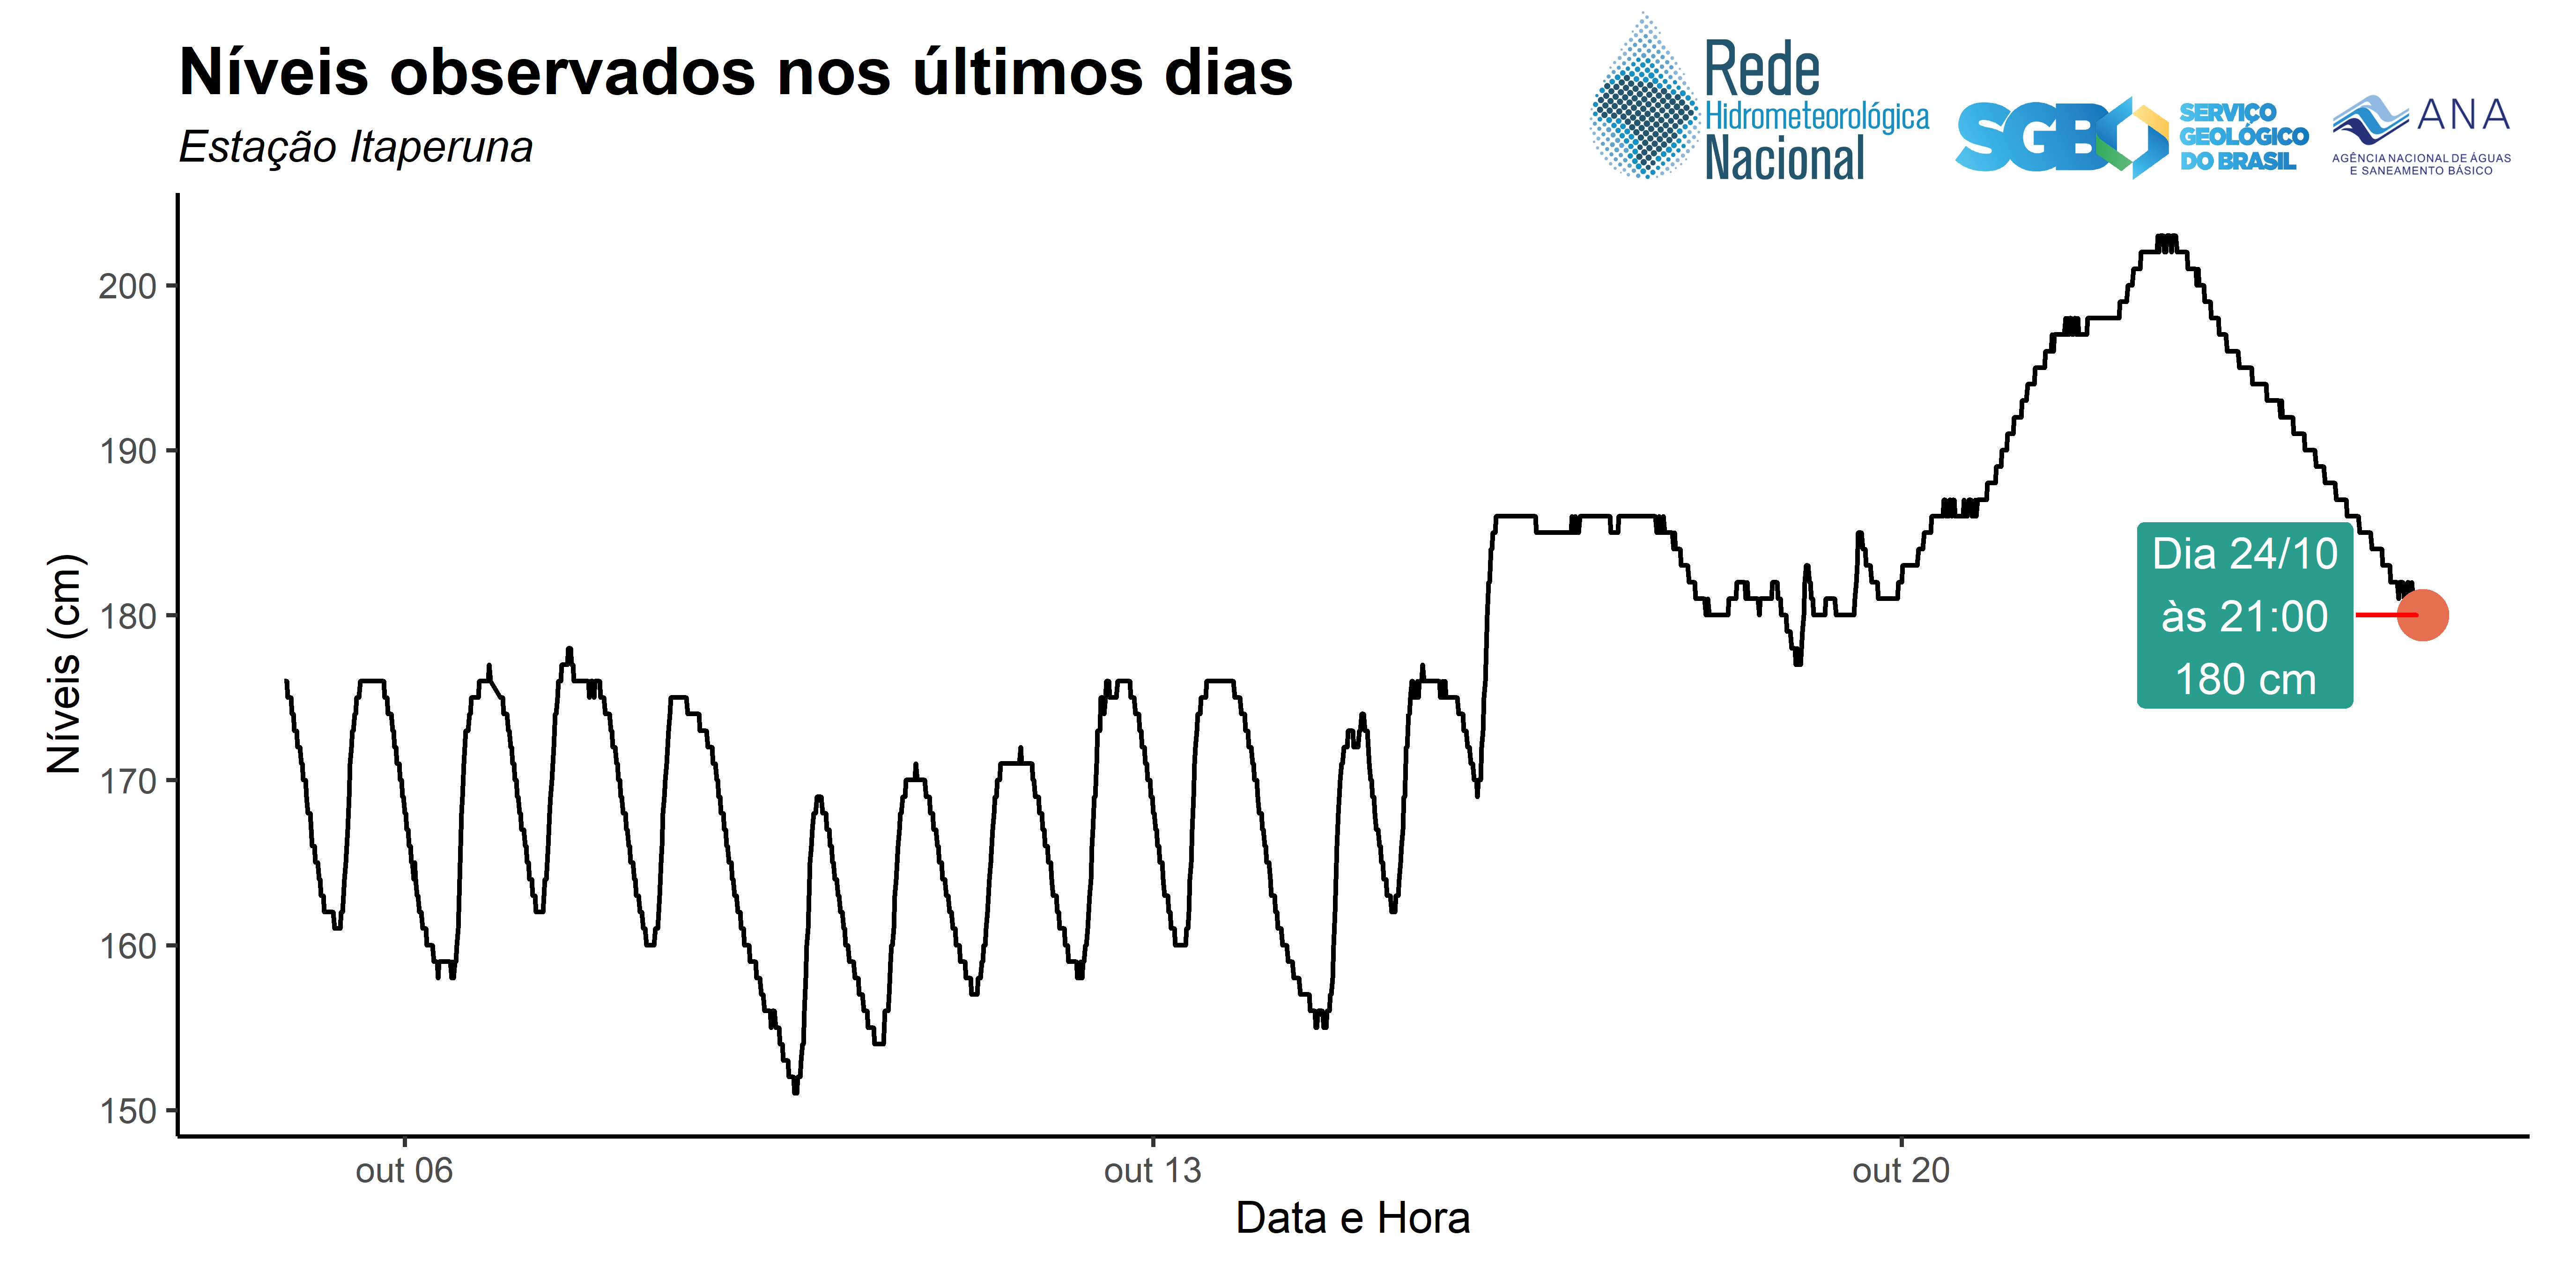 Níveis observados nos últimos dias
Estação Itaperuna
Rede
Hidrometeorológica
Nacional
SGB
SERVIÇO
GEOLÓGICO
DO BRASIL
ANA
AGÊNCIA NACIONAL DE ÁGUAS
E SANEAMENTO BÁSICO
Níveis (cm)
200
190
180
170
160
150
Dia 24/10
às 21:00
180 cm
out 06
out 13
out 20
Data e Hora